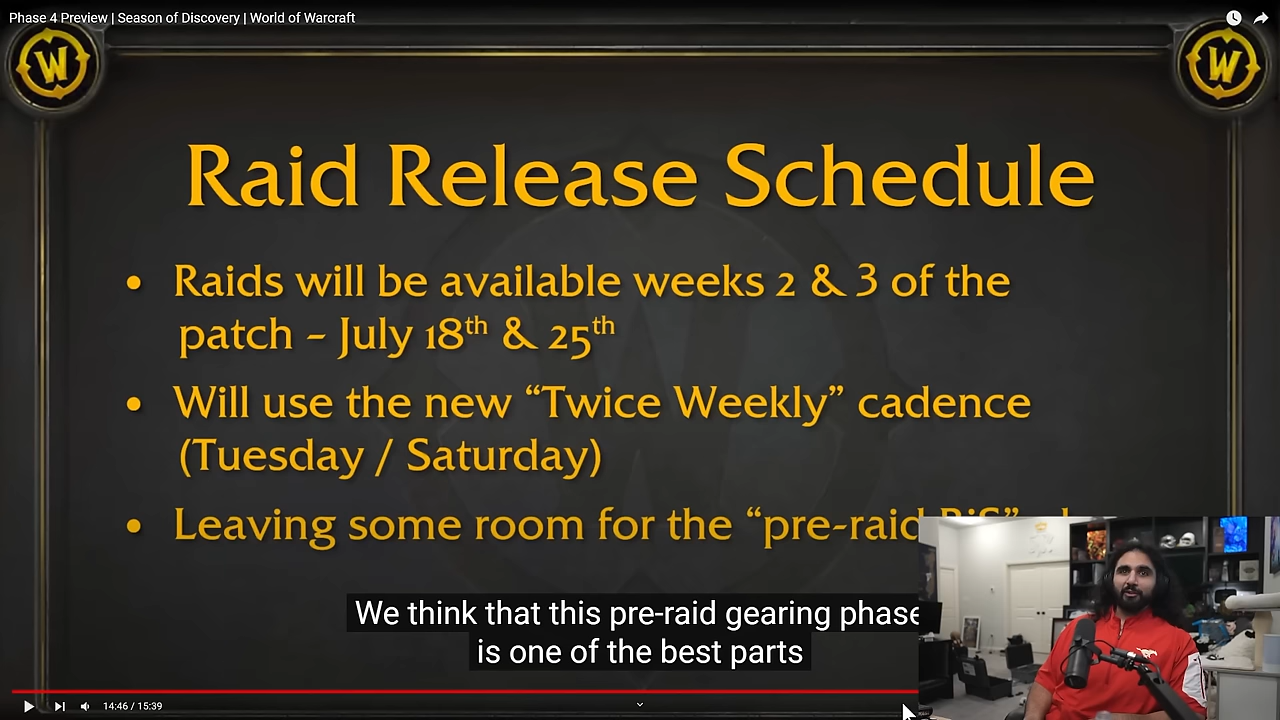 Phase 4 Preview | Season of Discovery | World of Warcraft
W
W
Raid Release Schedule
• Raids will be available weeks 2 & 3 of the
patch – July 18th & 25th
• Will use the new “Twice Weekly” cadence
(Tuesday / Saturday)
• Leaving some room for the “pre-raid BiS”
We think that this pre-raid gearing phase
is one of the best parts
14:46 / 15:39